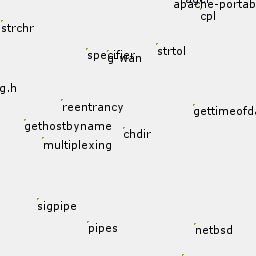 apache-portab
cpl
strchr
strtol
specifier
g-wan
g.h
reentrancy
gettimeofda
gethostbyname
chdir
multiplexing
sigpipe
pipes
netbsd